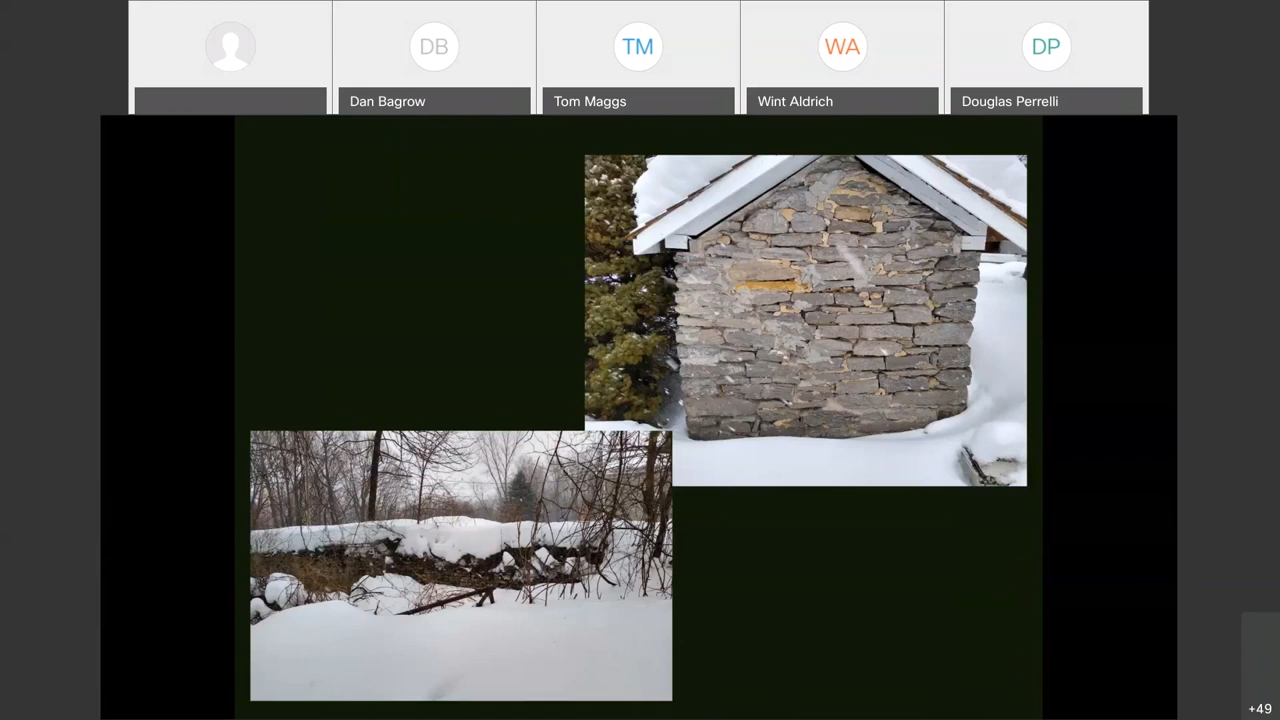 DB
TM
WA
DP
Dan Bagrow
Tom Maggs
Wint Aldrich
Douglas Perrelli
+49